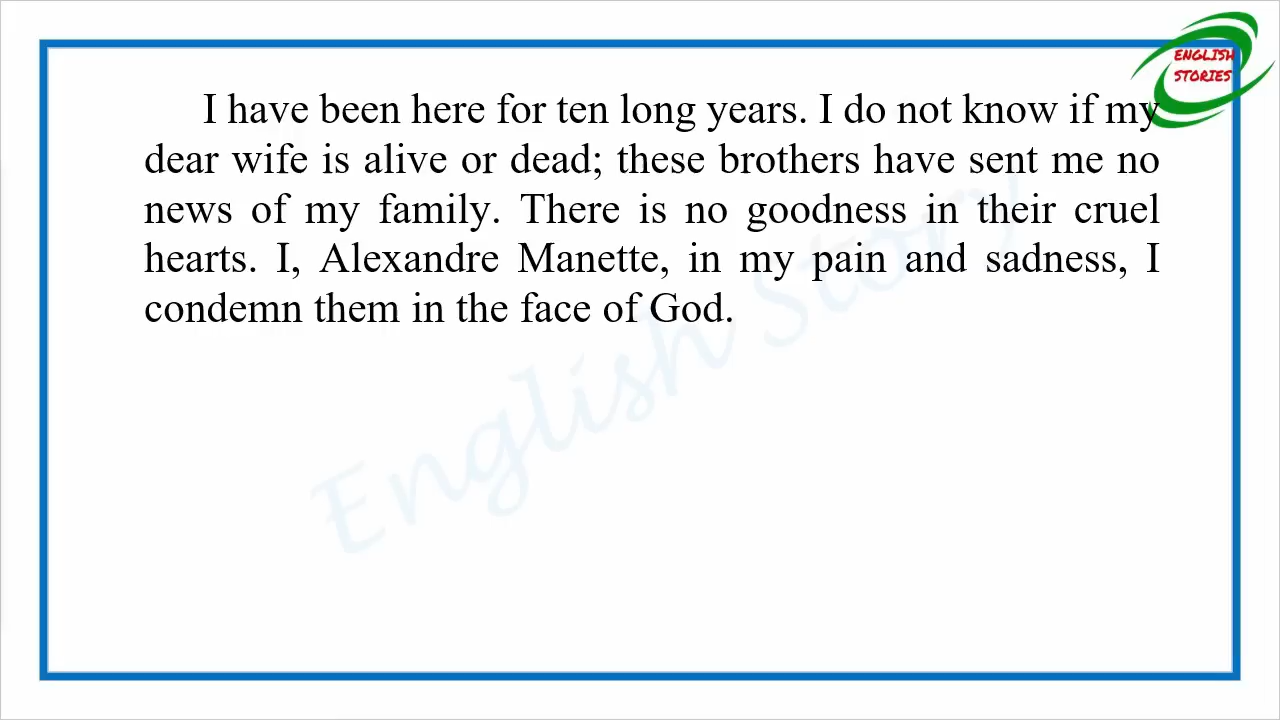 ENGLISH
STORIES
I have been here for ten long years. I do not know if my
dear wife is alive or dead; these brothers have sent me no
news of my family. There is no goodness in their cruel
hearts. I, Alexandre Manette, in my pain and sadness, I
condemn them in the face of God.
English Story